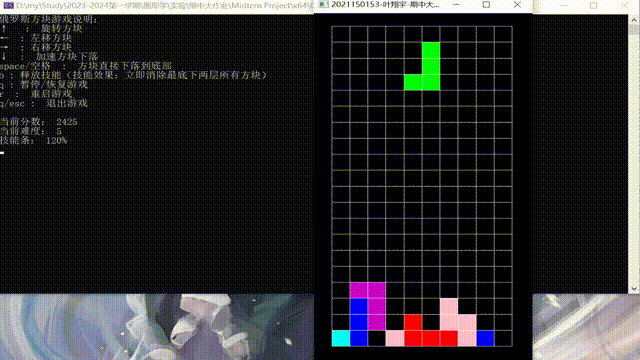 D:\my\Study\2023-2024第一学期\图形学\实验\期中大作业\Midterm Project\x64\
2021150153-叶翔宇-期中大...
俄罗斯方块游戏说明:
↑ : 旋转方块
← : 左移方块
→ : 右移方块
↓ : 加速方块下落
space/空格 : 方块直接下落到底部
b : 释放技能（技能效果：立即消除最底下两层所有方块）
q : 暂停/恢复游戏
r : 重启游戏
q/esc : 退出游戏
当前分数: 2425
当前难度: 5
技能条: 120%